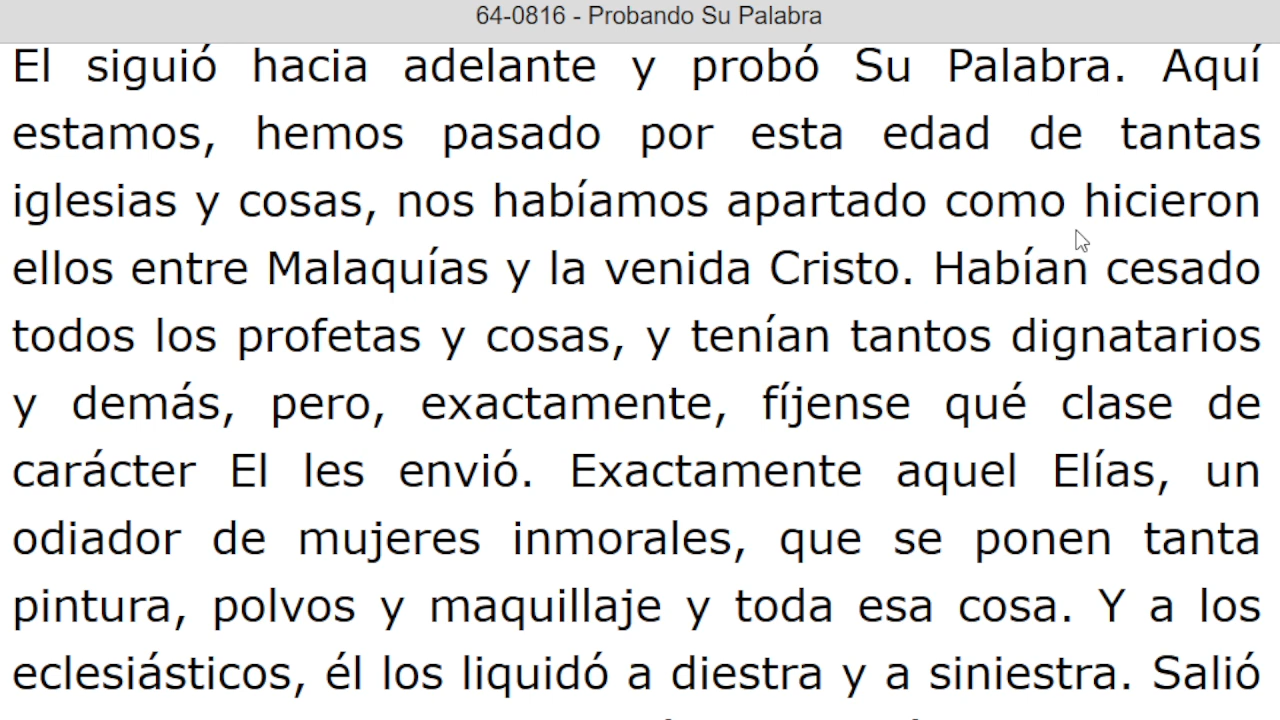 64-0816 - Probando Su Palabra
El siguió hacia adelante y probó Su Palabra. Aquí
estamos, hemos pasado por esta edad de tantas
iglesias y cosas, nos habíamos apartado como hicieron
ellos entre Malaquías y la venida Cristo. Habían cesado
todos los profetas y cosas, y tenían tantos dignatarios
y demás, pero, exactamente, fíjense qué clase de
carácter El les envió. Exactamente aquel Elías, un
odiador de mujeres inmorales, que se ponen tanta
pintura, polvos y maquillaje y toda esa cosa. Y a los
eclesiásticos, él los liquidó a diestra y a siniestra. Salió